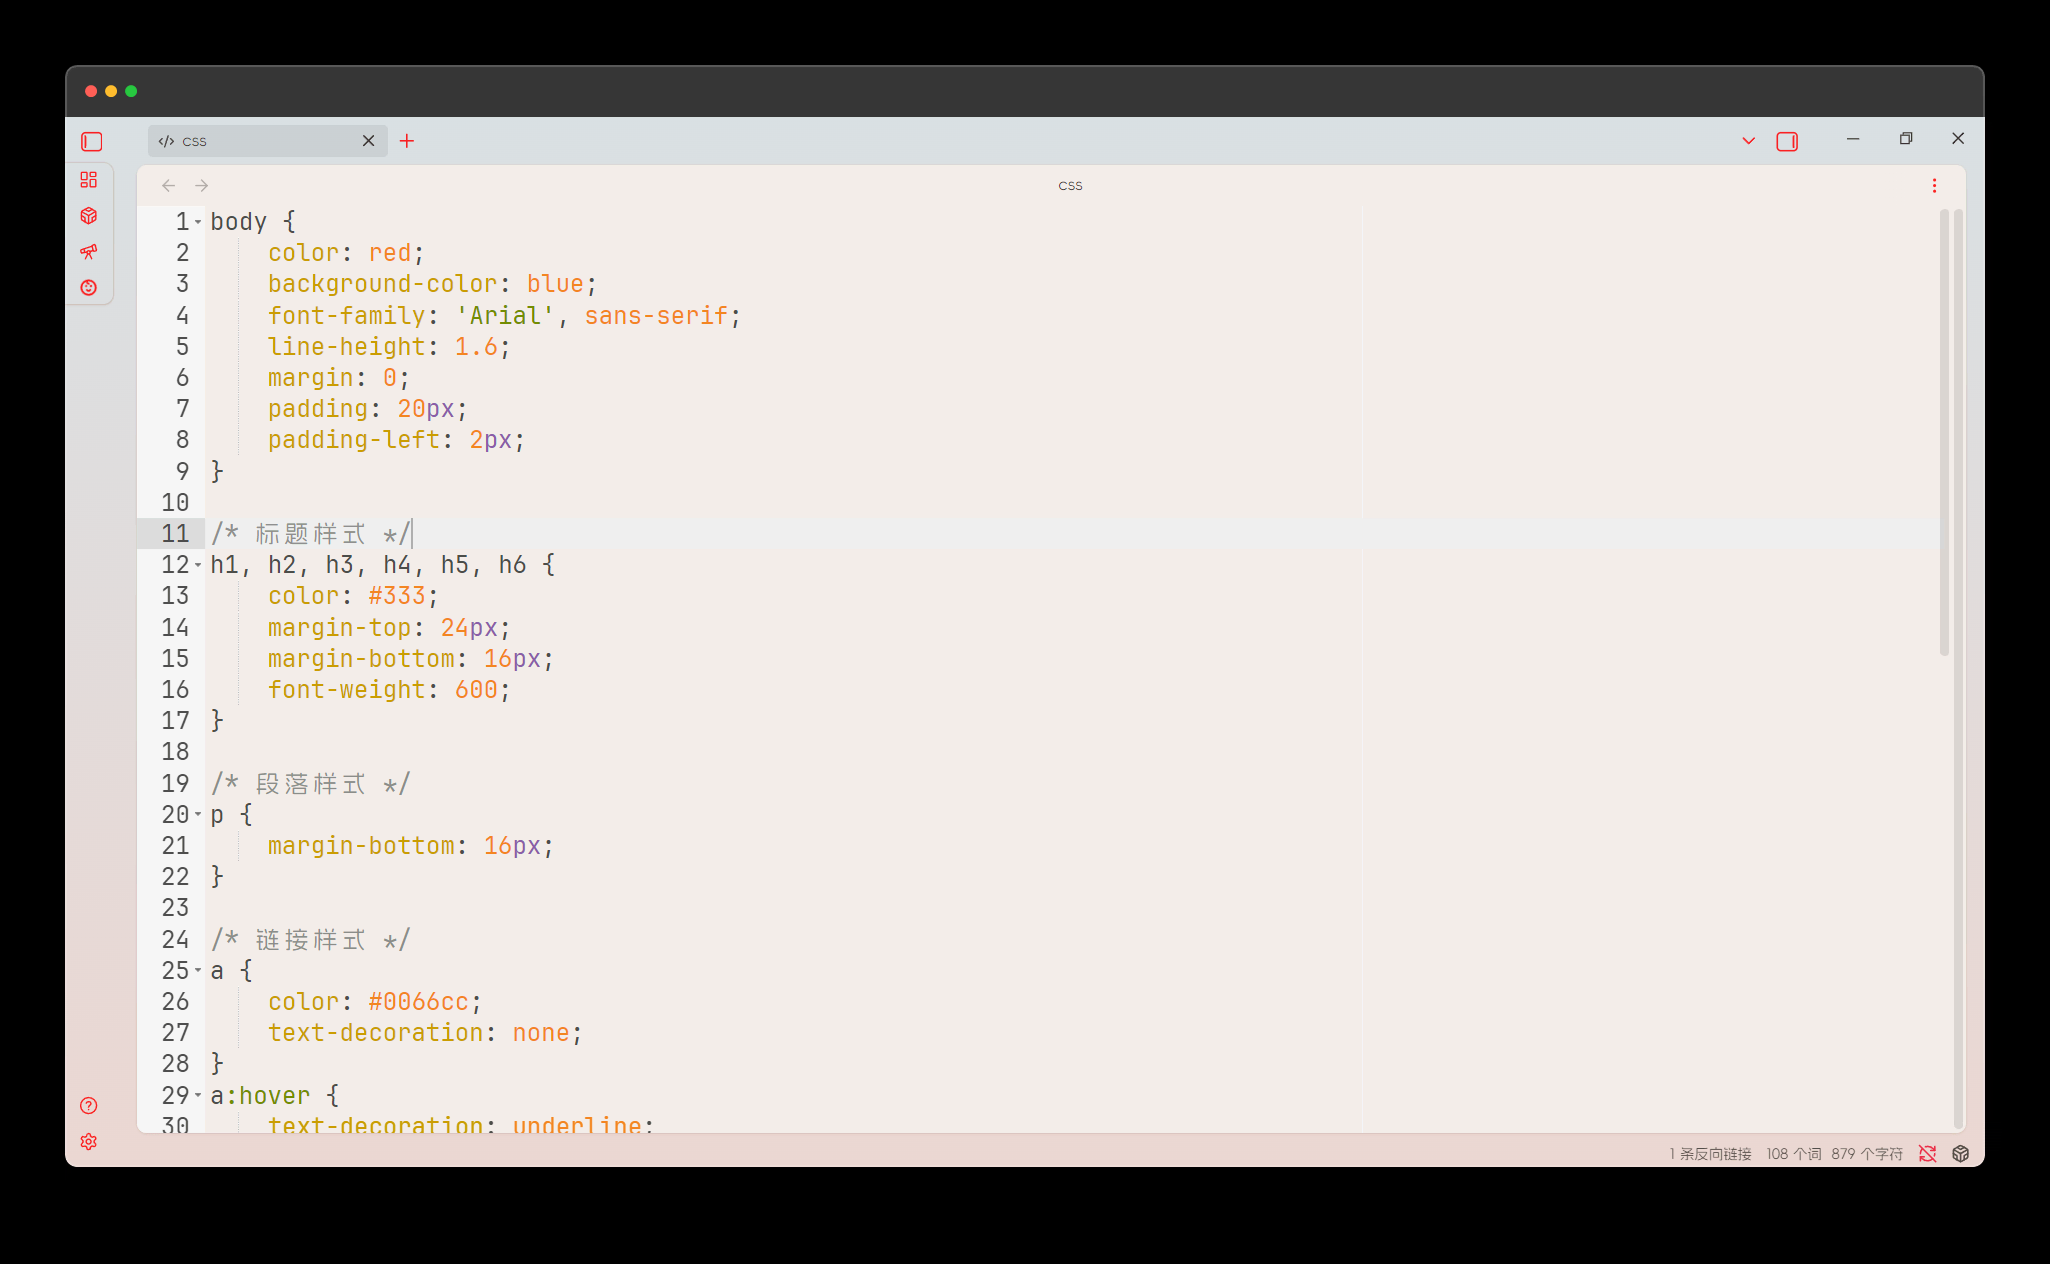 CSS
CSS
1 body {
2     color: red;
3     background-color: blue;
4     font-family: 'Arial', sans-serif;
5     line-height: 1.6;
6     margin: 0;
7     padding: 20px;
8     padding-left: 2px;
9 }
10
11 /* 标题样式 */
12 h1, h2, h3, h4, h5, h6 {
13     color: #333;
14     margin-top: 24px;
15     margin-bottom: 16px;
16     font-weight: 600;
17 }
18
19 /* 段落样式 */
20 p {
21     margin-bottom: 16px;
22 }
23
24 /* 链接样式 */
25 a {
26     color: #0066cc;
27     text-decoration: none;
28 }
29 a:hover {
30     text-decoration: underline;
1 条反向链接 108 个词 879 个字符